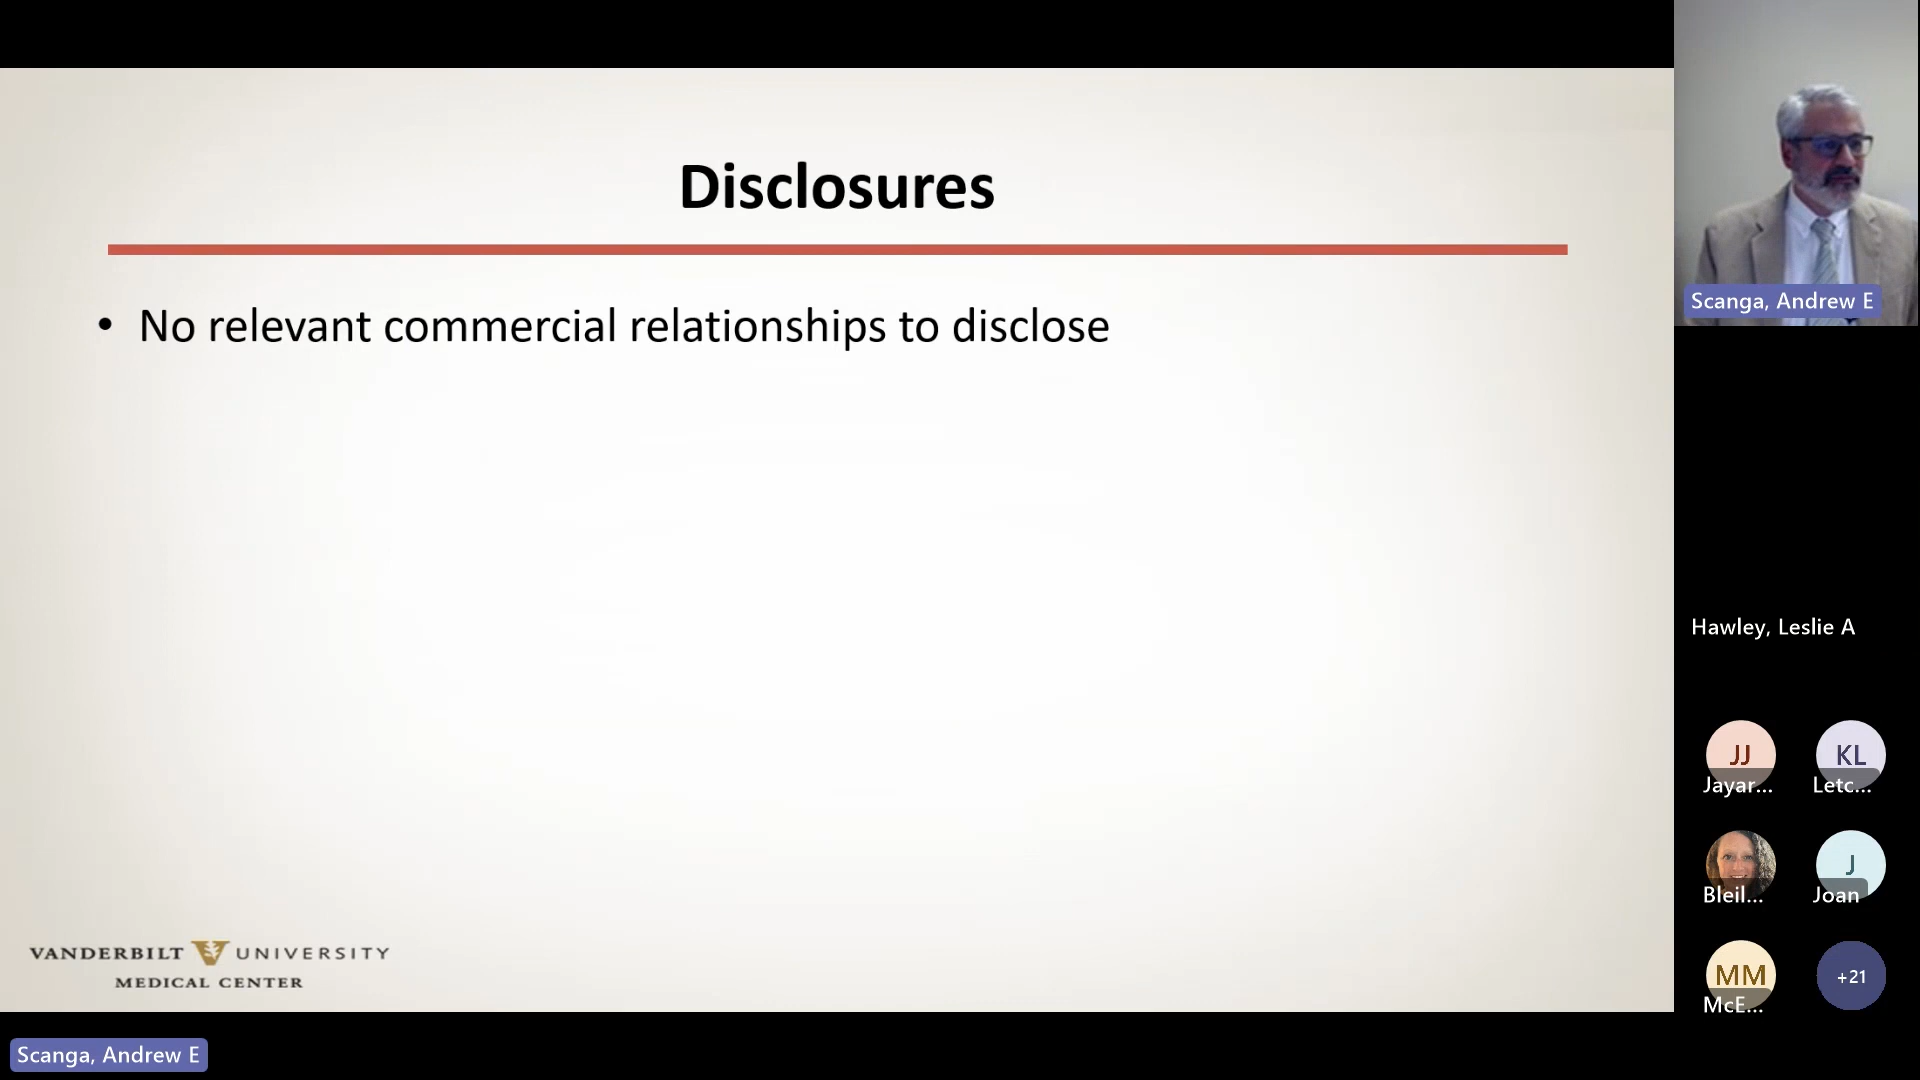 Disclosures
• No relevant commercial relationships to disclose
VANDERBILT V UNIVERSITY
MEDICAL CENTER
Scanga, Andrew E
Scanga, Andrew E
Hawley, Leslie A
JJ
Jayar...
KL
Letc...
Bleil...
J
Joan
MM
McE...
+21